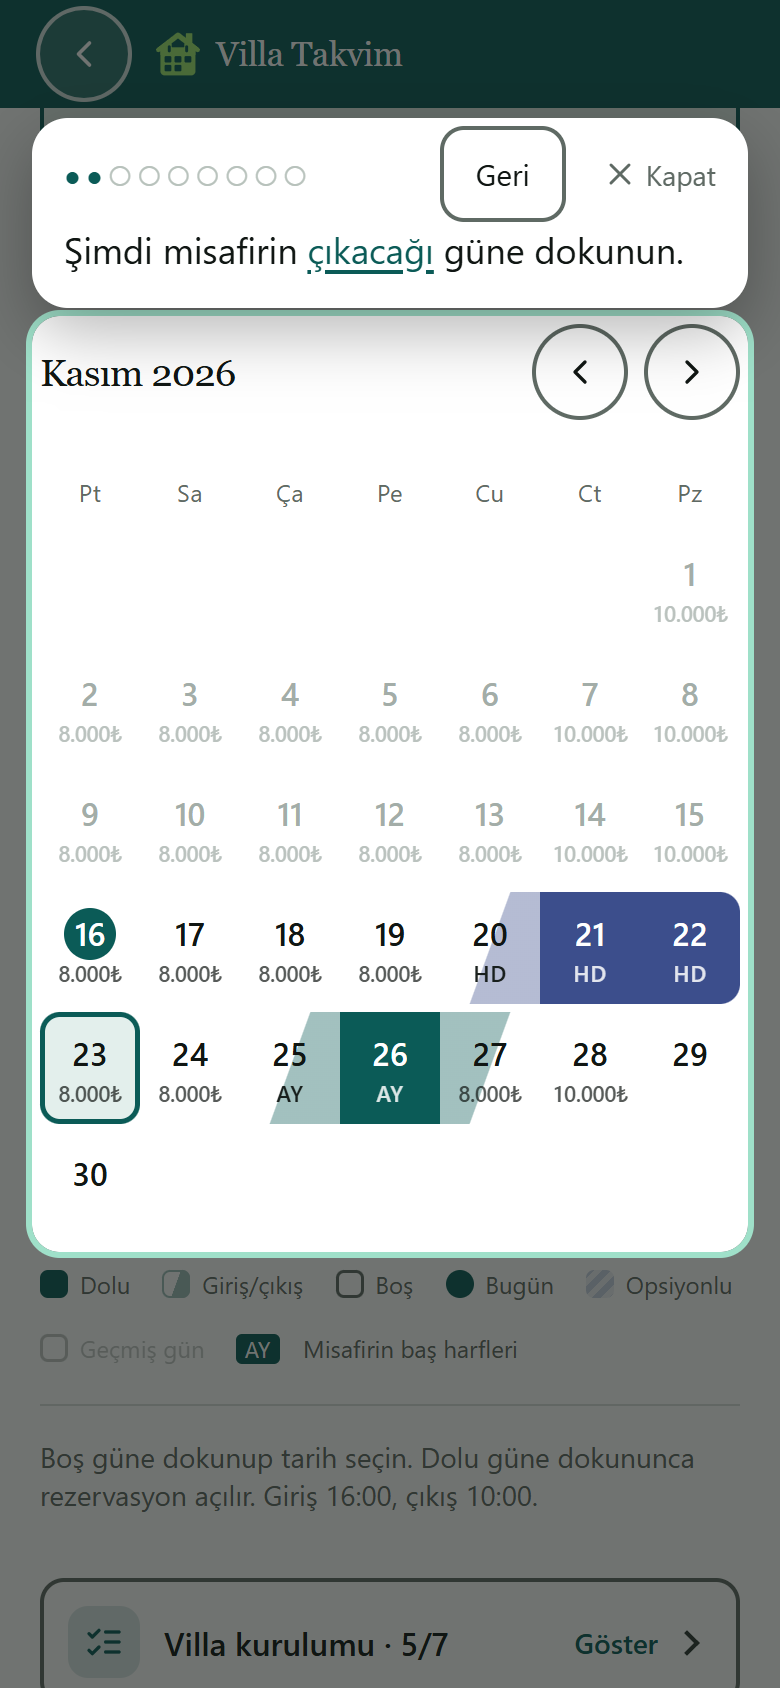 Villa Takvim
Geri
Kapat
Şimdi misafirin çıkacağı güne dokunun.
Kasım 2026
Pt Sa Ça Pe Cu Ct Pz
1
10.000₺
2 3 4 5 6 7 8
8.000₺ 8.000₺ 8.000₺ 8.000₺ 8.000₺ 10.000₺ 10.000₺
9 10 11 12 13 14 15
8.000₺ 8.000₺ 8.000₺ 8.000₺ 8.000₺ 10.000₺ 10.000₺
16 17 18 19 20 21 22
8.000₺ 8.000₺ 8.000₺ 8.000₺ HD HD HD
23 24 25 26 27 28 29
8.000₺ 8.000₺ AY AY 8.000₺ 10.000₺
30
Dolu Giriş/çıkış Boş Bugün Opsiyonlu
Geçmiş gün AY Misafirin baş harfleri
Boş güne dokunup tarih seçin. Dolu güne dokununca
rezervasyon açılır. Giriş 16:00, çıkış 10:00.
Villa kurulumu · 5/7 Göster